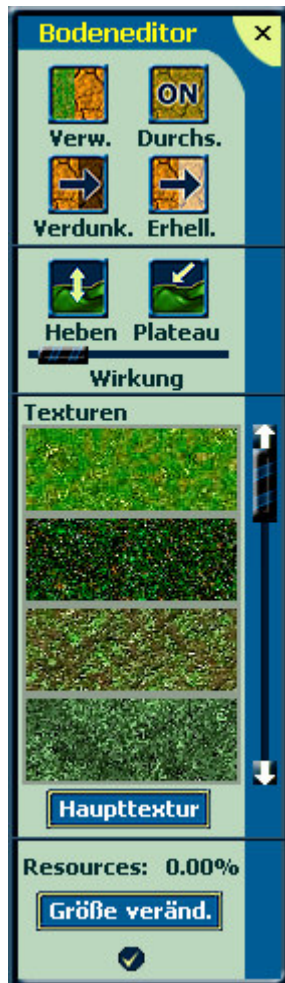 Bodeneditor
ON
Verw. Durchs.
Verdunk. Erhell.
Heben Plateau
Wirkung
Texturen
Haupttextur
Resources: 0.00%
Größe veränd.